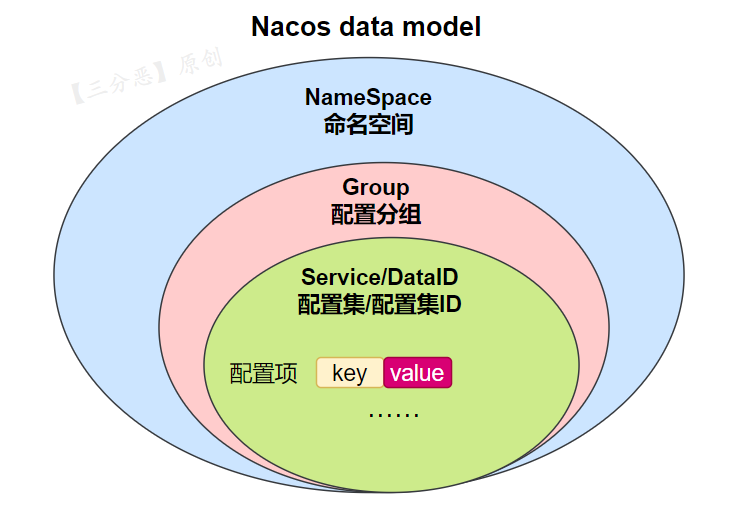 Nacos data model
【三分恶】原创
NameSpace
命名空间
Group
配置分组
Service/DataID
配置集/配置集ID
配置项 key value
······